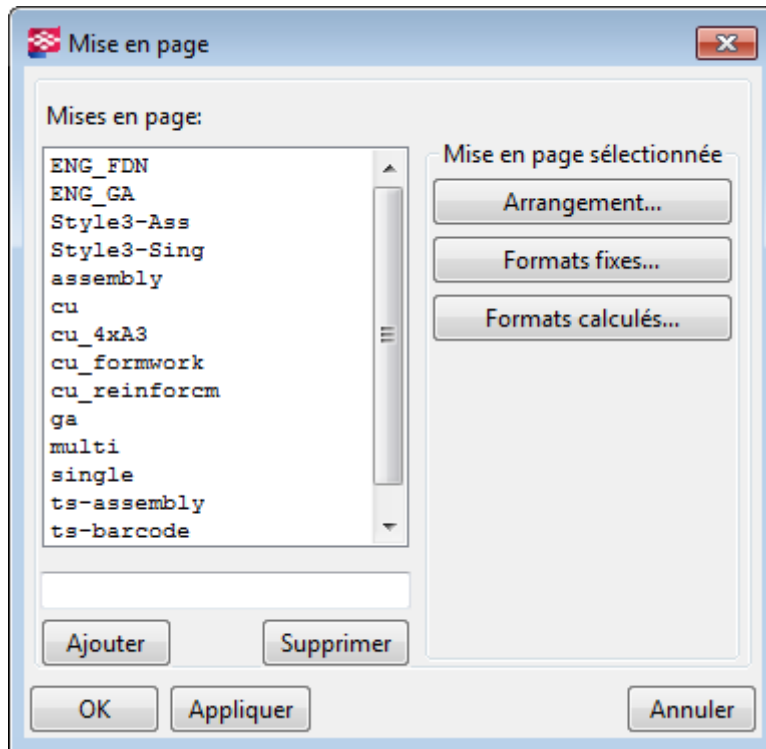 Mise en page
Mises en page:
ENG_FDN
ENG_GA
Style3-Ass
Style3-Sing
assembly
cu
cu_4xA3
cu_formwork
cu_reinforcm
ga
multi
single
ts-assembly
ts-barcode
Ajouter
Supprimer
Mise en page sélectionnée
Arrangement...
Formats fixes...
Formats calculés...
OK
Appliquer
Annuler